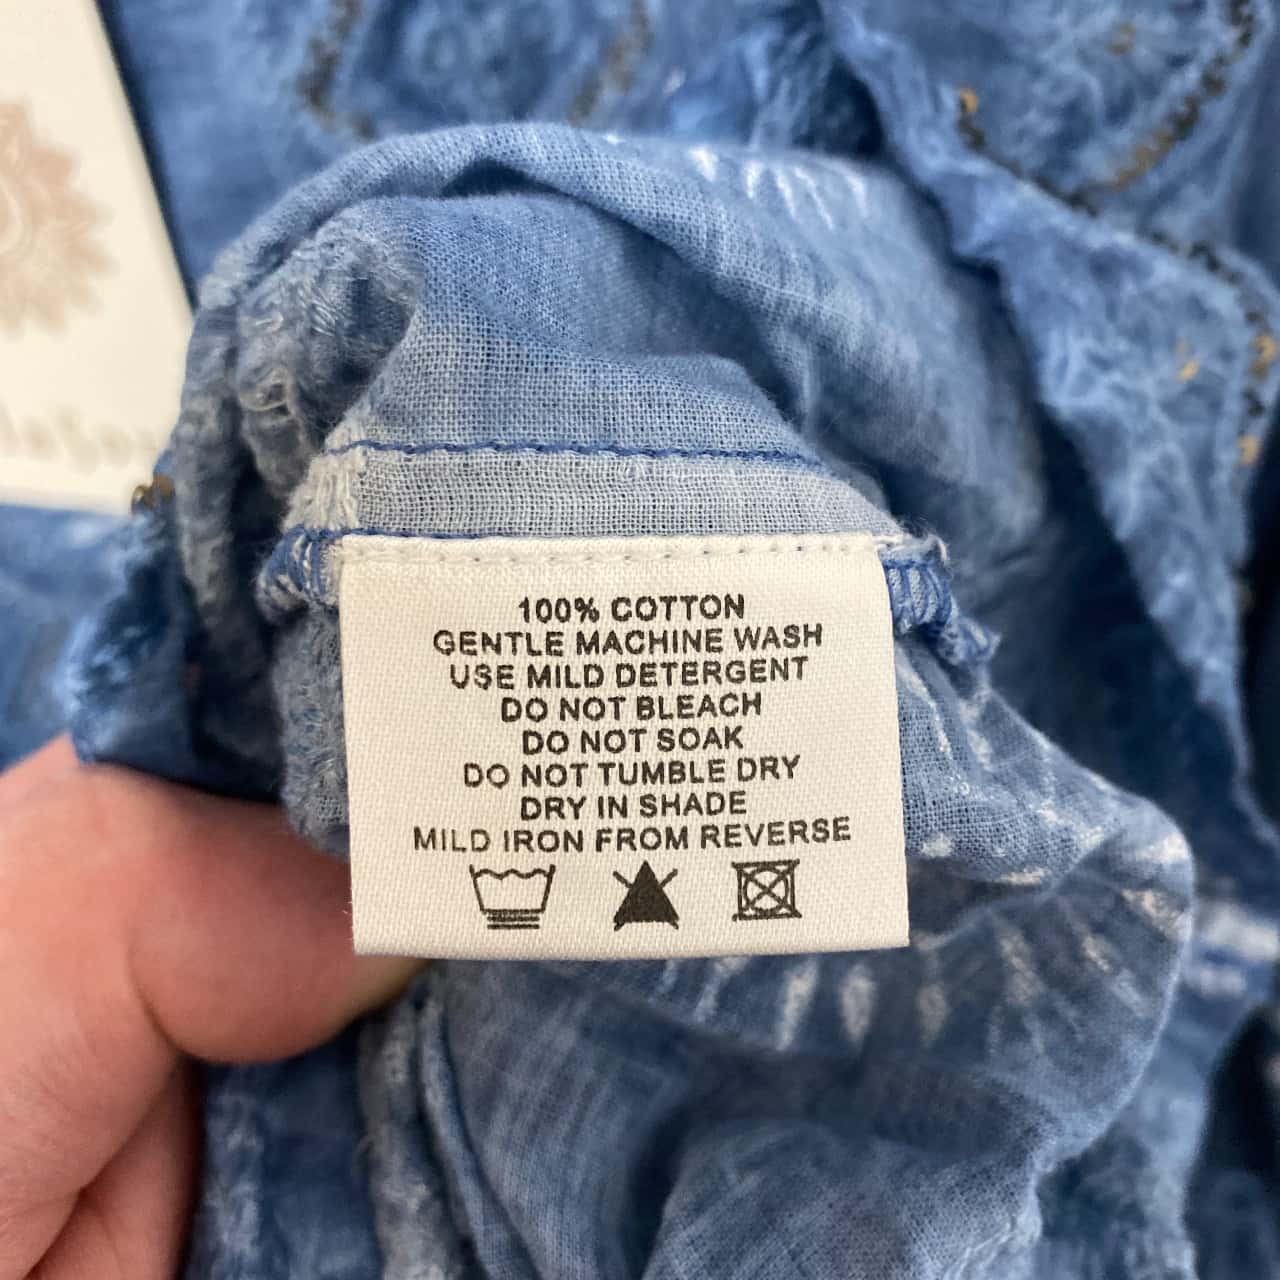 100% COTTON
GENTLE MACHINE WASH
USE MILD DETERGENT
DO NOT BLEACH
DO NOT SOAK
DO NOT TUMBLE DRY
DRY IN SHADE
MILD IRON FROM REVERSE